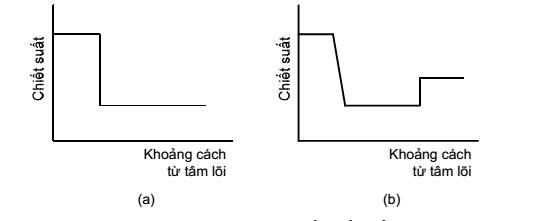 Chiết suất
Khoảng cách
từ tâm lõi
(a)
Chiết suất
Khoảng cách
từ tâm lõi
(b)